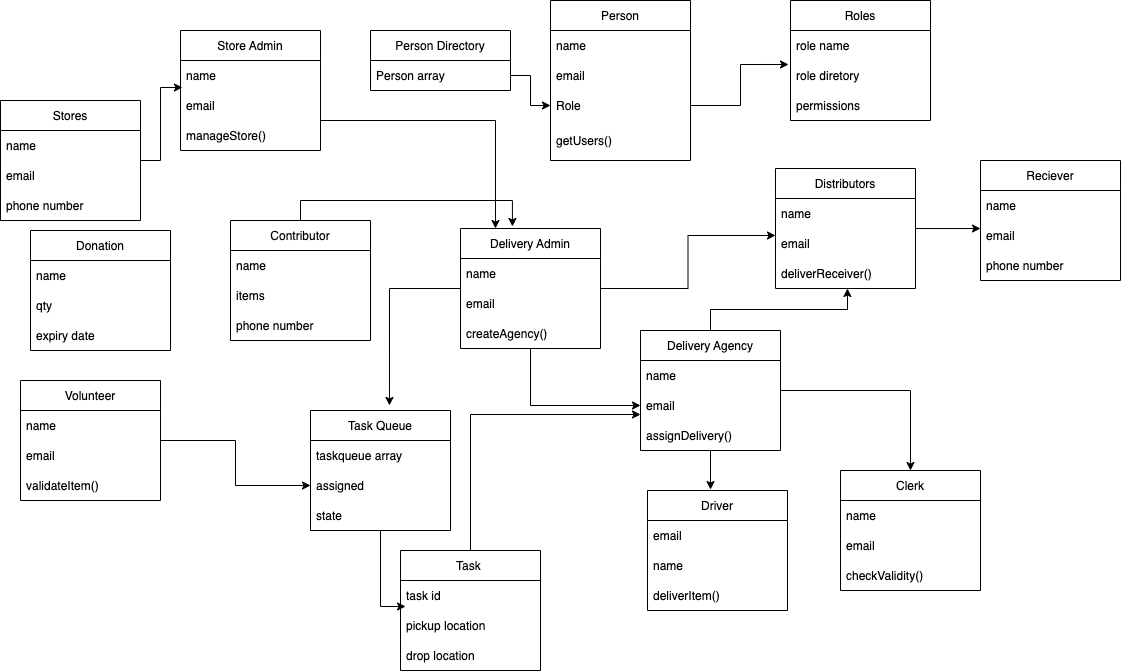 Person
name
email
Role
getUsers()
Roles
role name
role diretory
permissions
Store Admin
name
email
manageStore()
Person Directory
Person array
Stores
name
email
phone number
Distributors
name
email
deliverReceiver()
Reciever
name
email
phone number
Donation
name
qty
expiry date
Contributor
name
items
phone number
Delivery Admin
name
email
createAgency()
Delivery Agency
name
email
assignDelivery()
Volunteer
name
email
validateItem()
Task Queue
taskqueue array
assigned
state
Driver
email
name
deliverItem()
Clerk
name
email
checkValidity()
Task
task id
pickup location
drop location